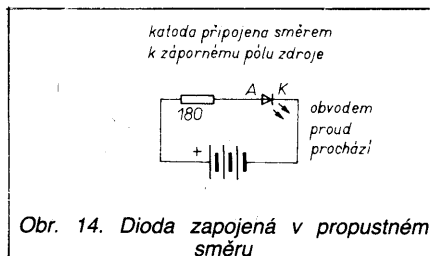 katoda připojena směrem
k zápornému pólu zdroje
A K
180
obvodem
proud
prochází
+
Obr. 14. Dioda zapojená v propustném
směru